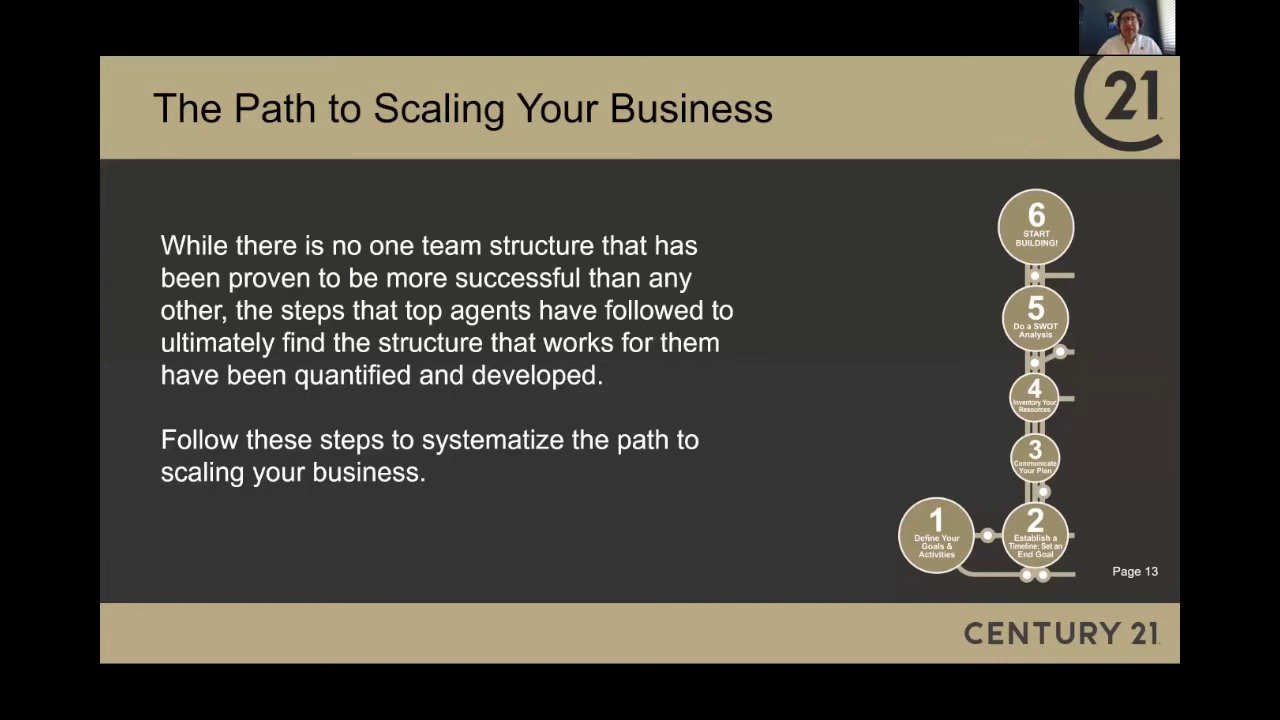 The Path to Scaling Your Business
21
While there is no one team structure that has
been proven to be more successful than any
other, the steps that top agents have followed to
ultimately find the structure that works for them
have been quantified and developed.
Follow these steps to systematize the path to
scaling your business.
6
START
BUILDING!
5
Do a SWOT
Analysis
4
Inventory Your
Resources
3
Communicate
Your Plan
1
Define Your
Goals &
Activities
2
Establish a
Timeline; Set an
End Goal
Page 13
CENTURY 21